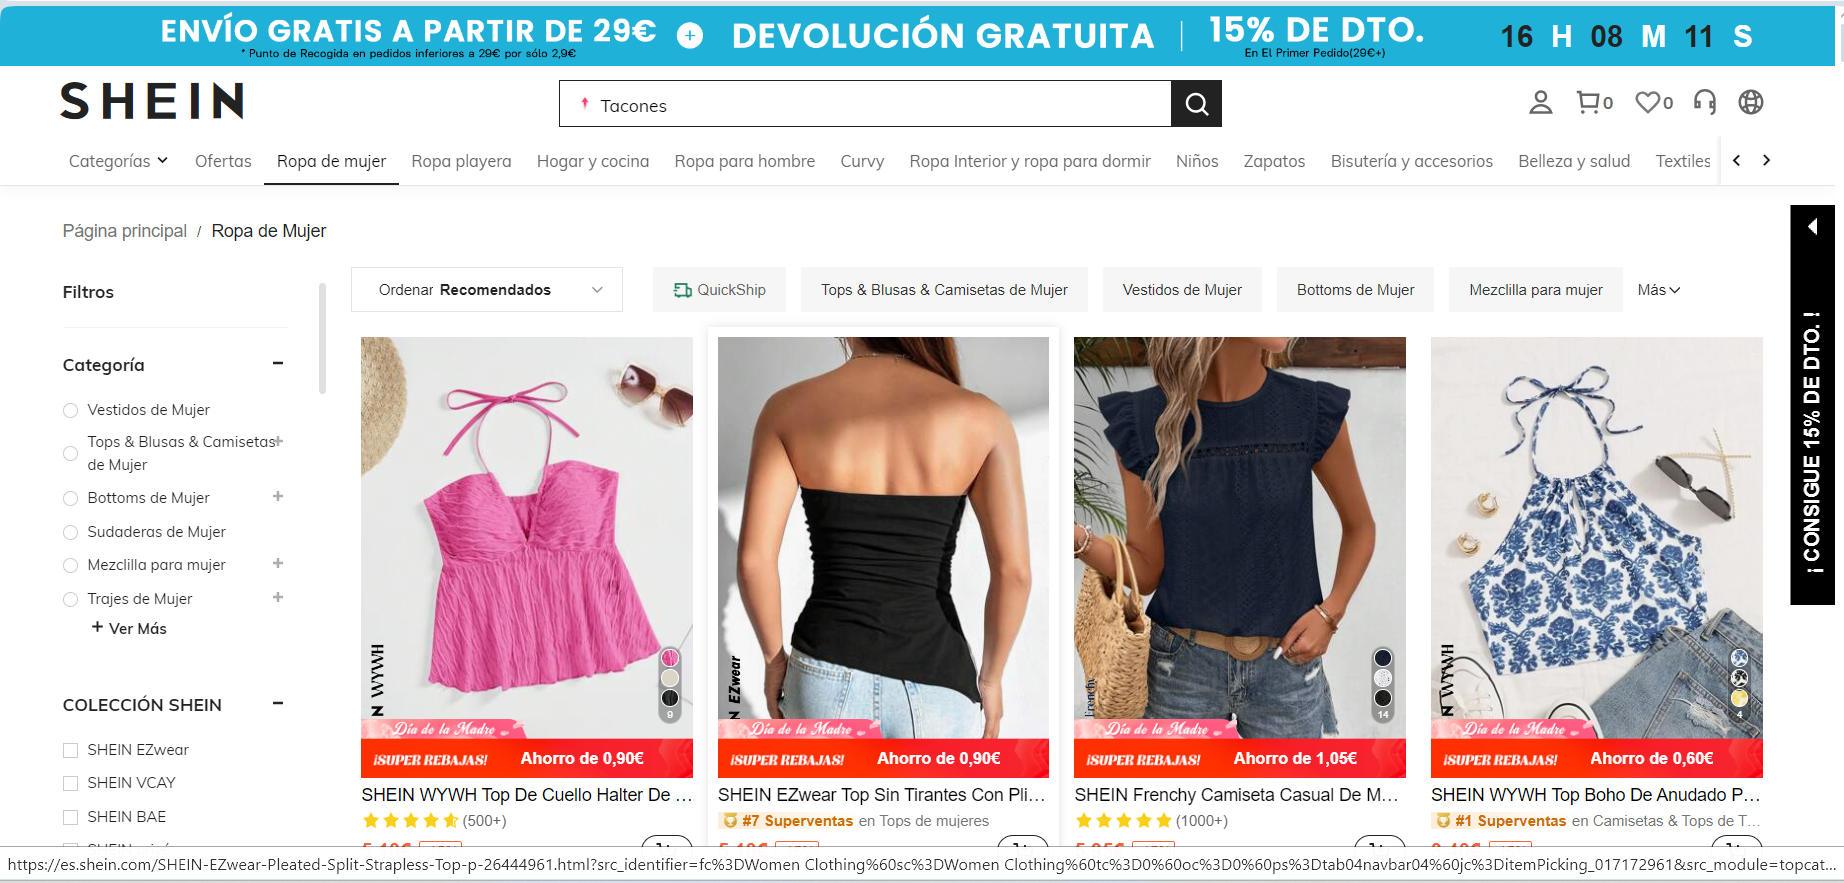 ENVÍO GRATIS A PARTIR DE 29€
* Punto de Recogida en pedidos inferiores a 29€ por sólo 2,9€
DEVOLUCIÓN GRATUITA
15% DE DTO.
En El Primer Pedido(29€+)
16 H 08 M 11 S
SHEIN
Tacones
0
0
Categorías Ofertas Ropa de mujer Ropa playera Hogar y cocina Ropa para hombre Curvy Ropa Interior y ropa para dormir Niños Zapatos Bisutería y accesorios Belleza y salud Textiles
Página principal / Ropa de Mujer
¡ CONSIGUE 15% DE DTO. !
Filtros
Categoría
Vestidos de Mujer
Tops & Blusas & Camisetas
de Mujer
Bottoms de Mujer
Sudaderas de Mujer
Mezclilla para mujer
Trajes de Mujer
+ Ver Más
COLECCIÓN SHEIN
SHEIN EZwear
SHEIN VCAY
SHEIN BAE
Ordenar Recomendados
QuickShip
Tops & Blusas & Camisetas de Mujer
Vestidos de Mujer
Bottoms de Mujer
Mezclilla para mujer
Más
N WYWH
9
Día de la Madre
¡SUPER REBAJAS! Ahorro de 0,90€
SHEIN WYWH Top De Cuello Halter De ...
(500+)
N EZwear
Día de la Madre
¡SUPER REBAJAS! Ahorro de 0,90€
SHEIN EZwear Top Sin Tirantes Con Pli...
#7 Superventas en Tops de mujeres
Frenchy
14
Día de la Madre
¡SUPER REBAJAS! Ahorro de 1,05€
SHEIN Frenchy Camiseta Casual De M...
(1000+)
N WYWH
4
Día de la Madre
¡SUPER REBAJAS! Ahorro de 0,60€
SHEIN WYWH Top Boho De Anudado P...
#1 Superventas en Camisetas & Tops de T...
https://es.shein.com/SHEIN-EZwear-Pleated-Split-Strapless-Top-p-26444961.html?src_identifier=fc%3DWomen Clothing%60sc%3DWomen Clothing%60tc%3D0%60oc%3D0%60ps%3Dtab04navbar04%60jc%3DitemPicking_017172961&src_module=topcat...